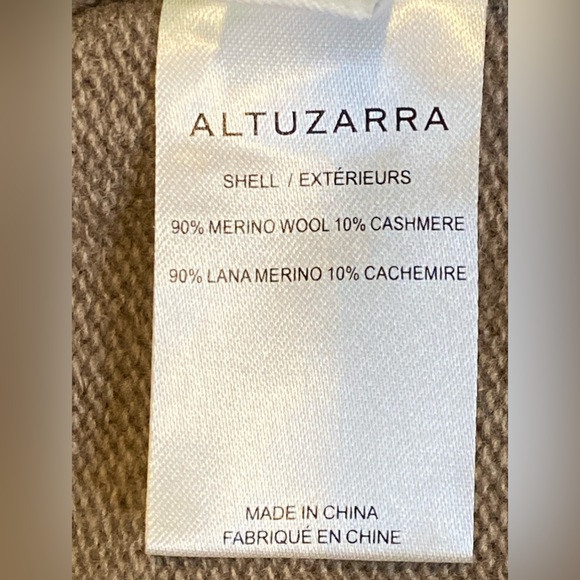 ALTUZARRA
SHELL / EXTÉRIEURS
90% MERINO WOOL 10% CASHMERE
90% LANA MERINO 10% CACHEMIRE
MADE IN CHINA
FABRIQUÉ EN CHINE